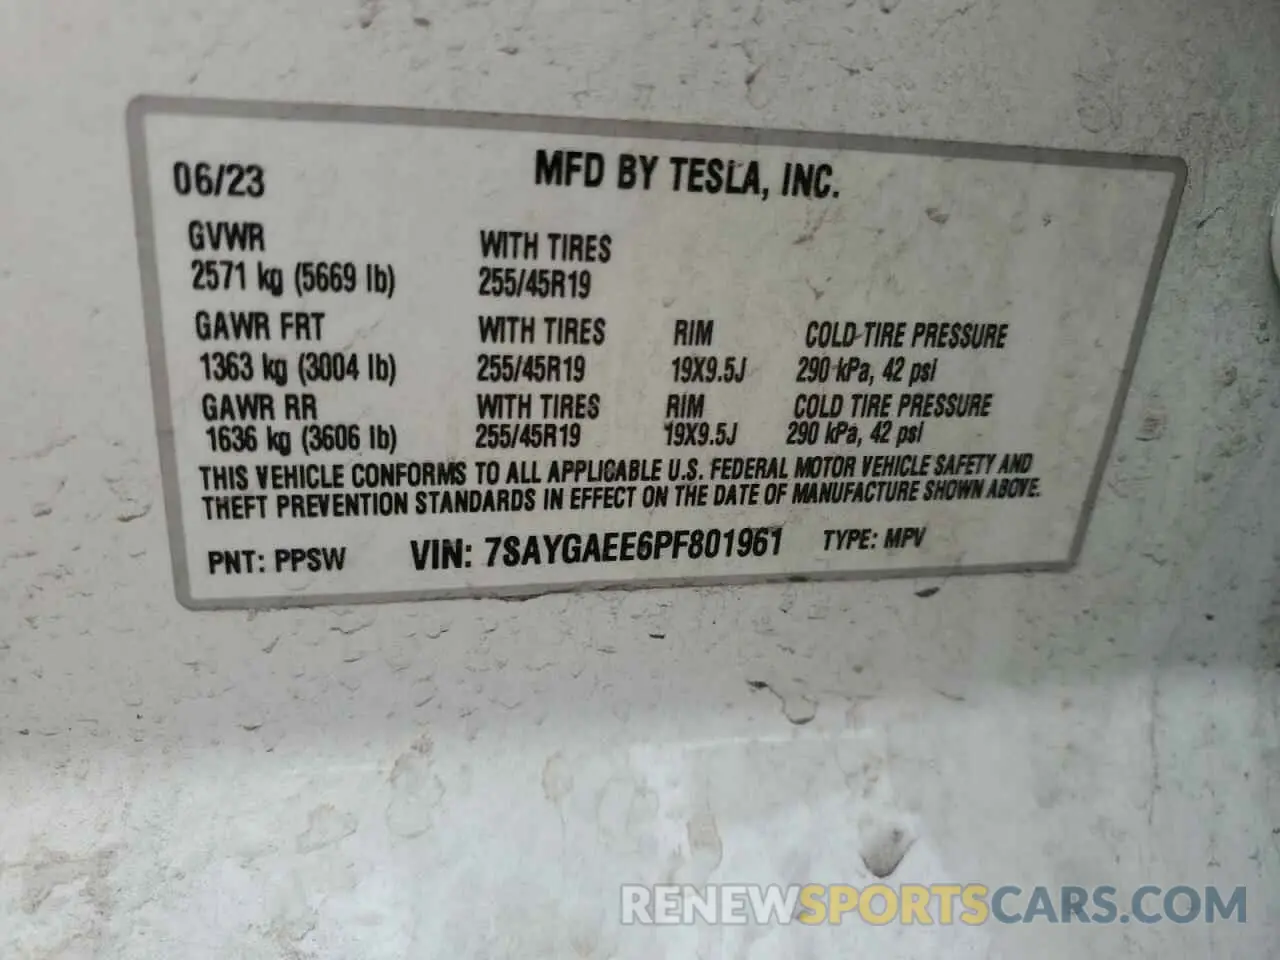 06/23 MFD BY TESLA, INC.
GVWR WITH TIRES
2571 kg (5669 lb) 255/45R19
GAWR FRT WITH TIRES RIM COLD TIRE PRESSURE
1363 kg (3004 lb) 255/45R19 19X9.5J 290 kPa, 42 psi
GAWR RR WITH TIRES RIM COLD TIRE PRESSURE
1636 kg (3606 lb) 255/45R19 19X9.5J 290 kPa, 42 psi
THIS VEHICLE CONFORMS TO ALL APPLICABLE U.S. FEDERAL MOTOR VEHICLE SAFETY AND
THEFT PREVENTION STANDARDS IN EFFECT ON THE DATE OF MANUFACTURE SHOWN ABOVE.
PNT: PPSW VIN: 7SAYGAEE6PF801961 TYPE: MPV
RENEWSPORTSCARS.COM